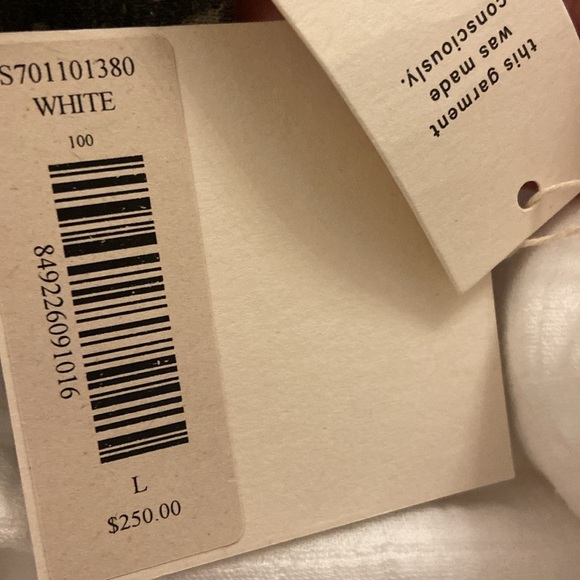 S701101380
WHITE
100
849226091016
L
$250.00
this garment
was made
consciously.